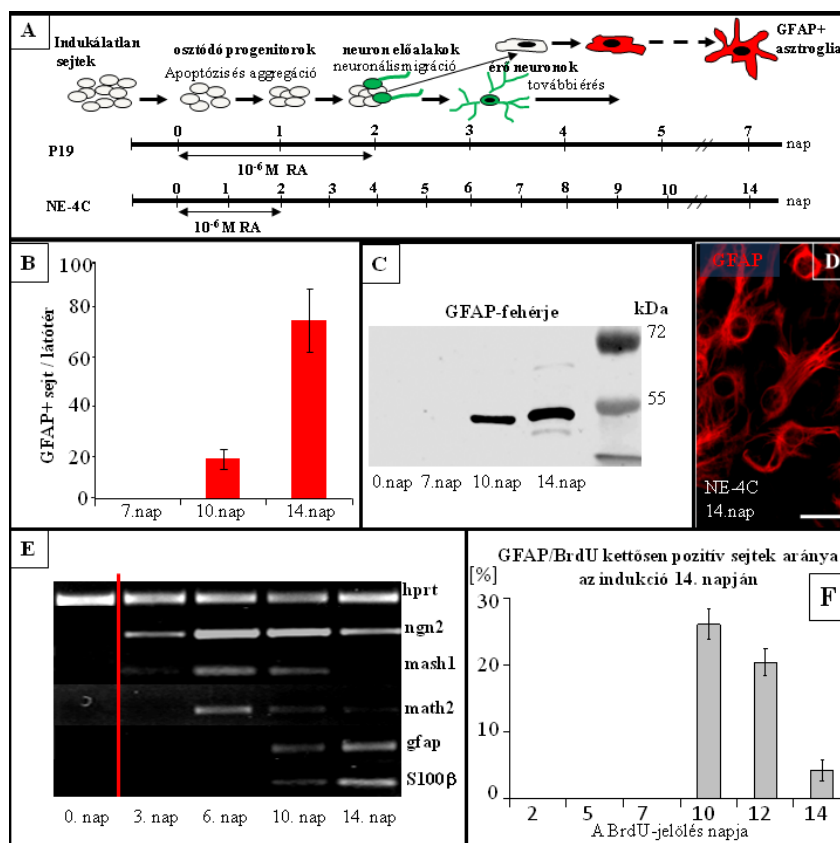 A
Indukálatlan
sejtek
osztódó progenitorok
Apoptózis és aggregáció
neuron előalakok
neuronális migráció
érő neuronok
további érés
GFAP+
asztroglia
0 1 2 3 4 5 7 nap
P19
10⁻⁶ M RA
0 1 2 3 4 5 6 7 8 9 10 14 nap
NE-4C
10⁻⁶ M RA
B
GFAP+ sejt / látótér
100
80
60
40
20
0
7.nap 10.nap 14.nap
C
GFAP-fehérje
kDa
72
55
0.nap 7.nap 10.nap 14.nap
GFAP
D
NE-4C
14.nap
E
hprt
ngn2
mash1
math2
gfap
S100β
0. nap 3. nap 6. nap 10. nap 14. nap
GFAP/BrdU kettősen pozitív sejtek aránya
az indukció 14. napján
F
[%]
30
20
10
0
2 5 7 10 12 14
A BrdU-jelölés napja